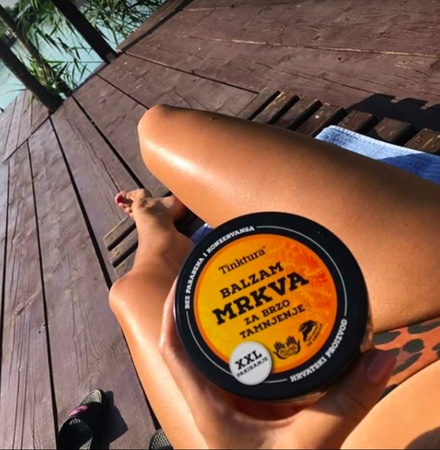 BEZ PARABENA I KONZERVANSA
Tinktura®
BALZAM
MRKVA
ZA BRZO
TAMNJENJE
XXL
PAKIRANJE
HRVATSKI PROIZVOD